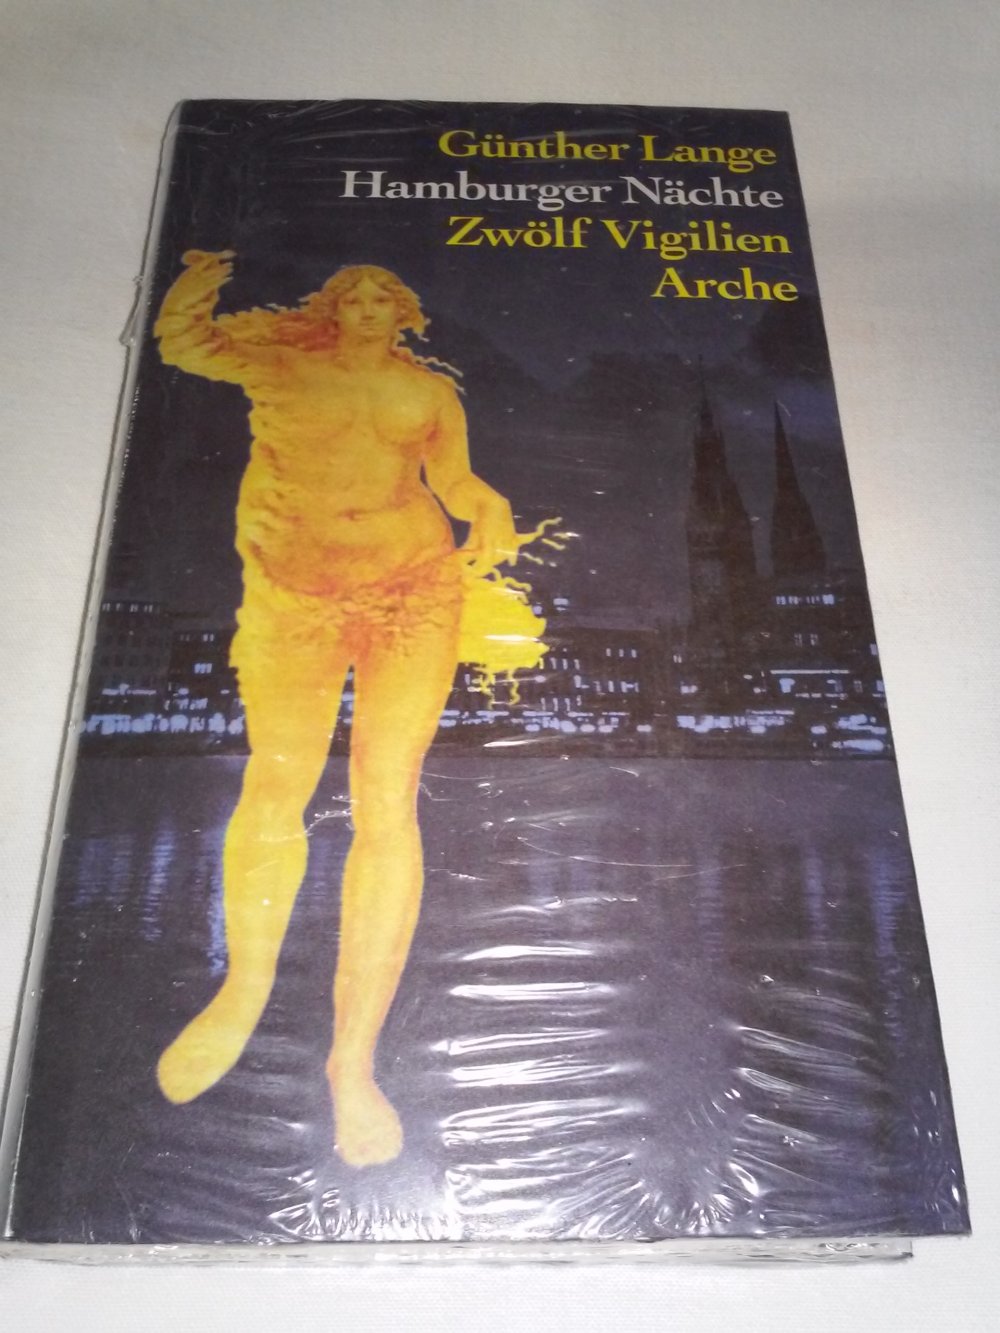 Günther Lange
Hamburger Nächte
Zwölf Vigilien
Arche